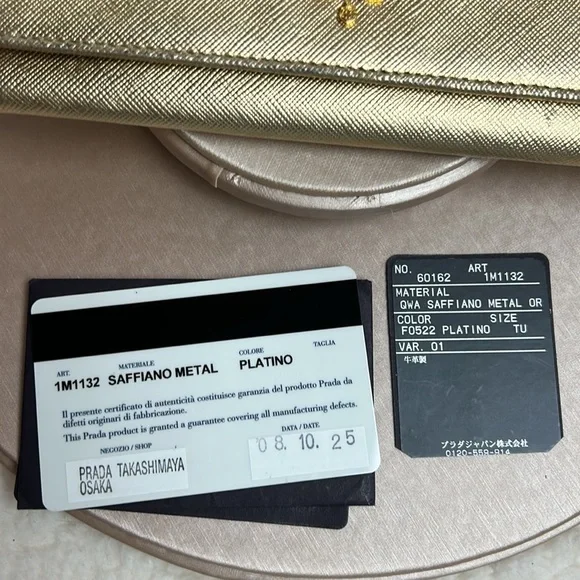 ART. MATERIALE COLORE TAGLIA
1M1132 SAFFIANO METAL PLATINO
Il presente certificato di autenticità costituisce garanzia del prodotto Prada da
difetti originari di fabbricazione.
This Prada product is granted a guarantee covering all manufacturing defects.
NEGOZIO / SHOP DATA / DATE
PRADA TAKASHIMAYA
OSAKA
08. 10. 25
NO. ART
60162 1M1132
MATERIAL
QWA SAFFIANO METAL OR
COLOR SIZE
F0522 PLATINO TU
VAR. 01
牛革製
プラダジャパン株式会社
0120-559-914